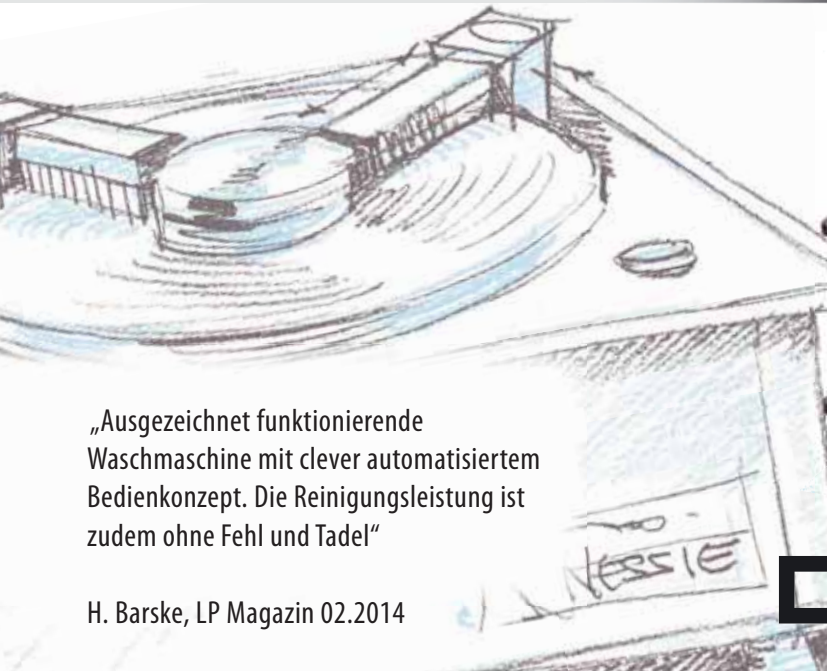 „Ausgezeichnet funktionierende
Waschmaschine mit clever automatisiertem
Bedienkonzept. Die Reinigungsleistung ist
zudem ohne Fehl und Tadel“
H. Barske, LP Magazin 02.2014
NESSIE